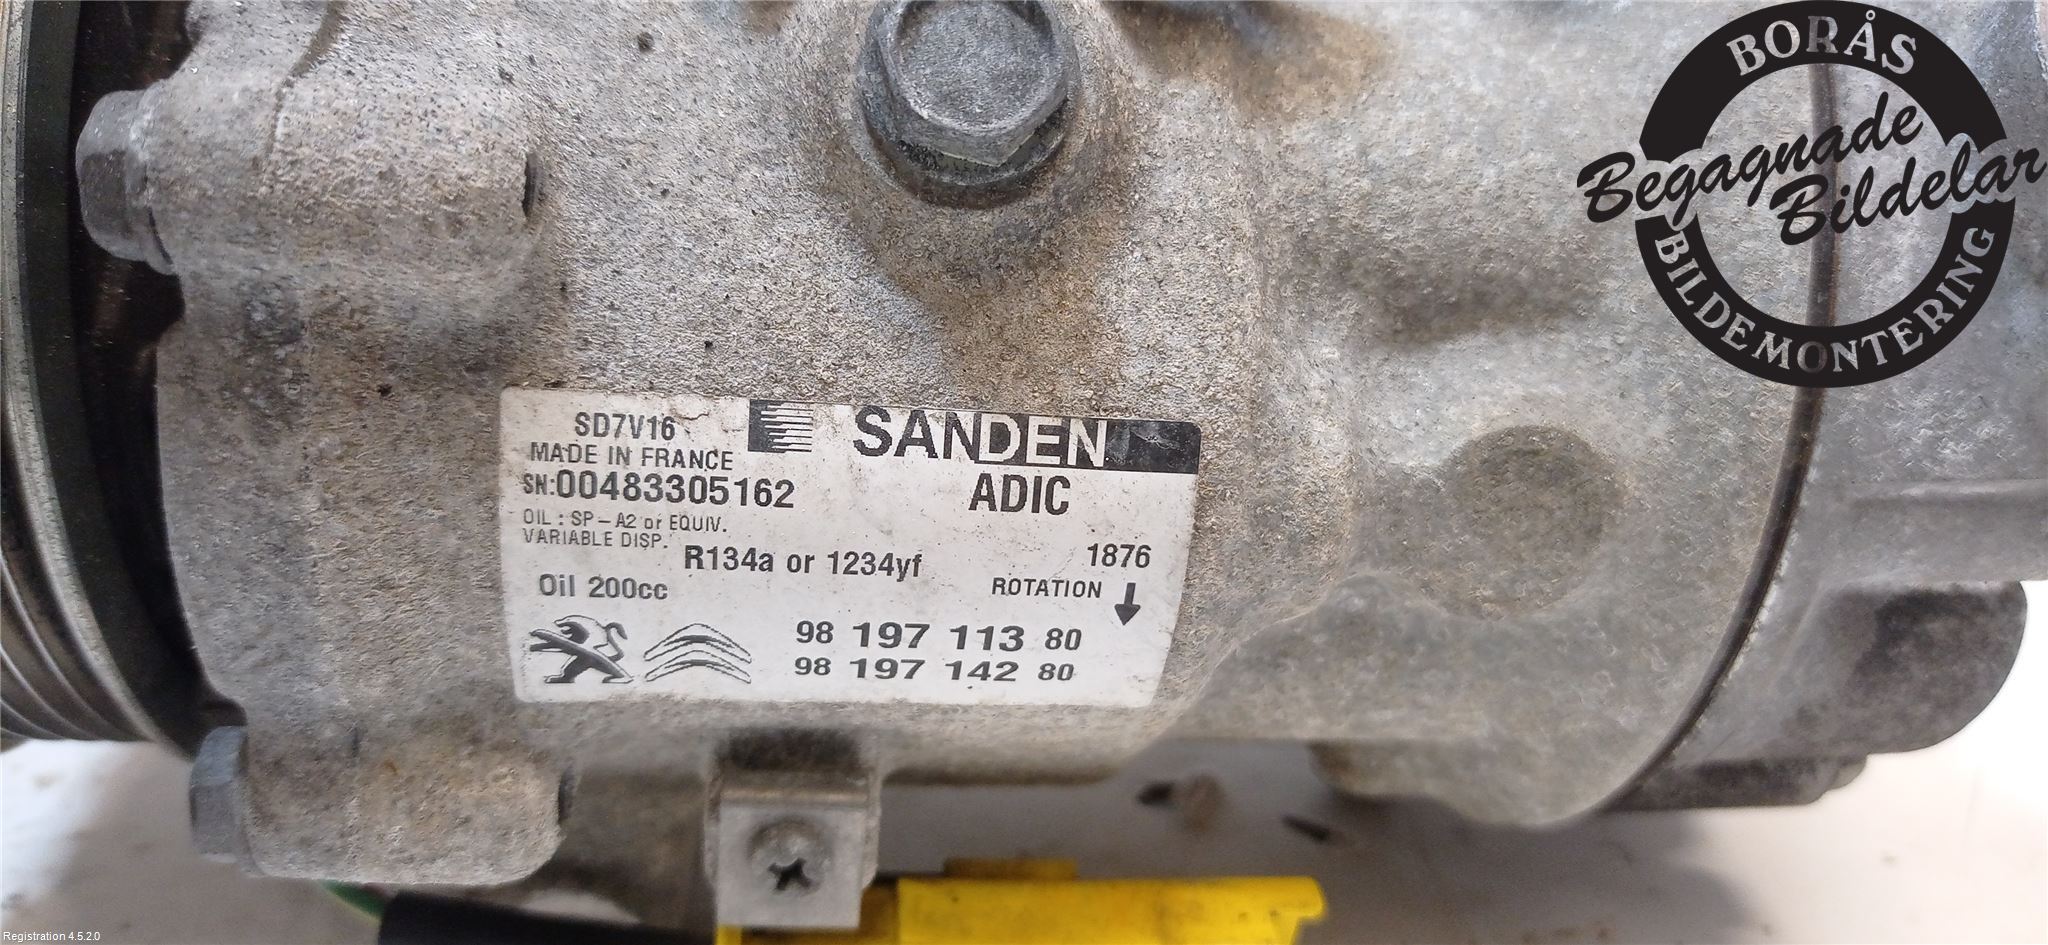 BORÅS
Begagnade
Bildelar
BILDEMONTERING
SD7V16
SANDEN
MADE IN FRANCE
SN:00483305162
ADIC
OIL : SP-A2 or EQUIV.
VARIABLE DISP.
R134a or 1234yf
1876
Oil 200cc
ROTATION
98 197 113 80
98 197 142 80
Registration 4.5.2.0